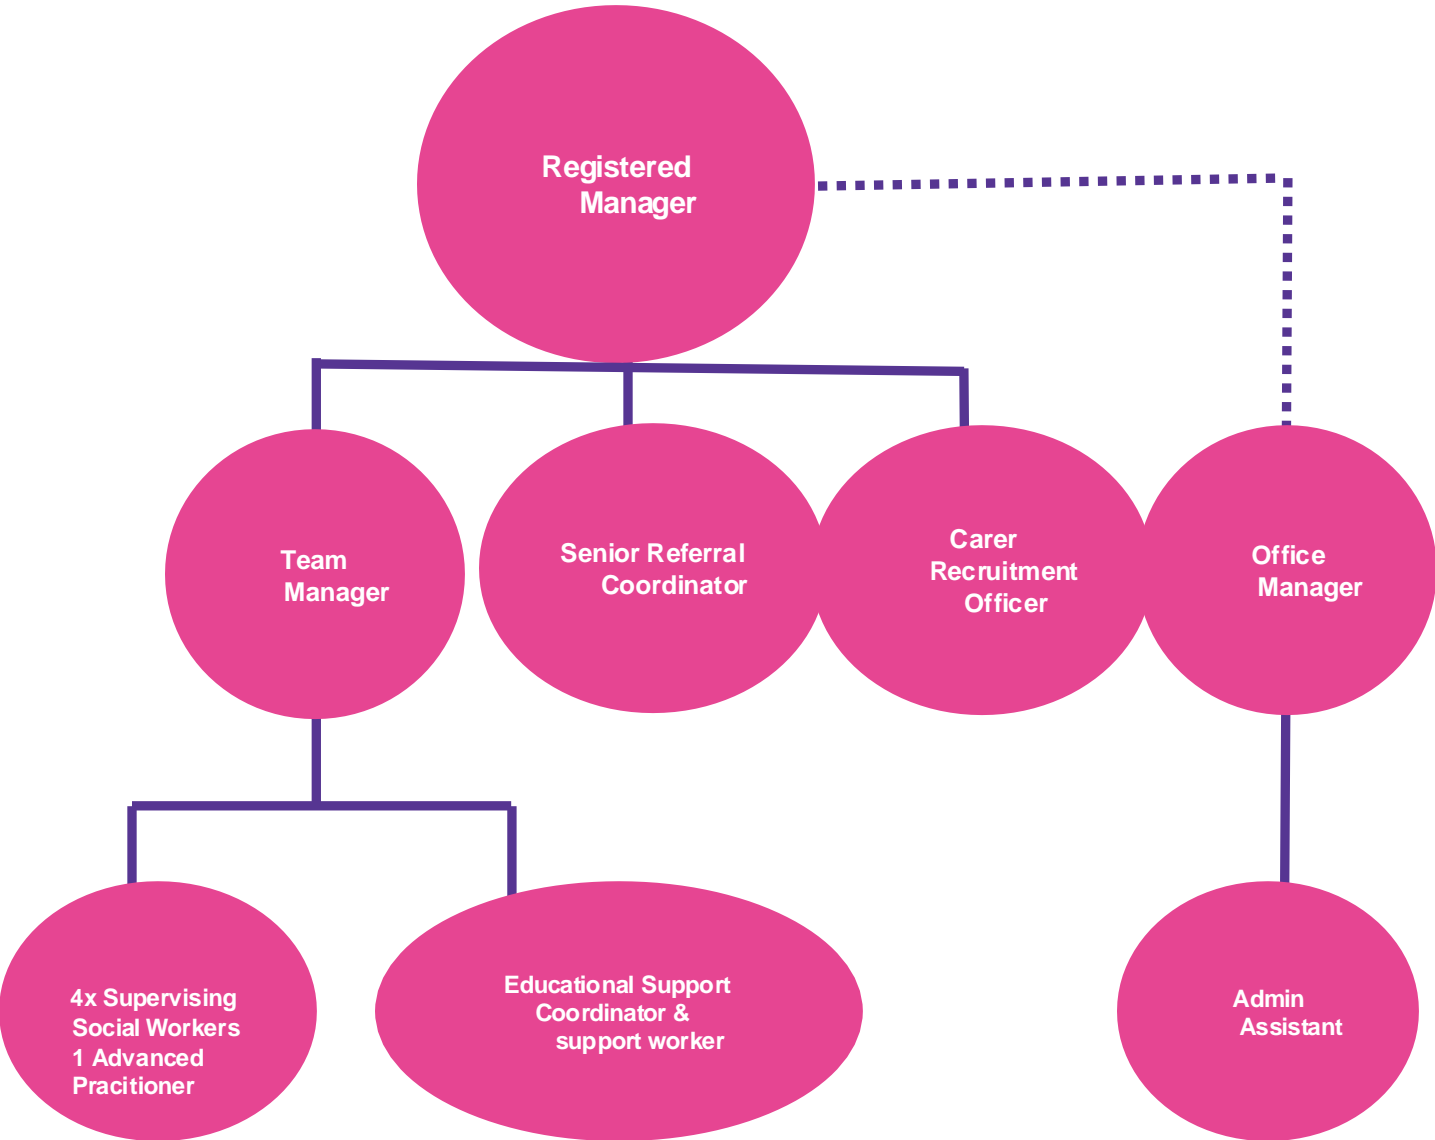 Registered
Manager
Team
Manager
Senior Referral
Coordinator
Carer
Recruitment
Officer
Office
Manager
4x Supervising
Social Workers
1 Advanced
Pracitioner
Educational Support
Coordinator &
support worker
Admin
Assistant